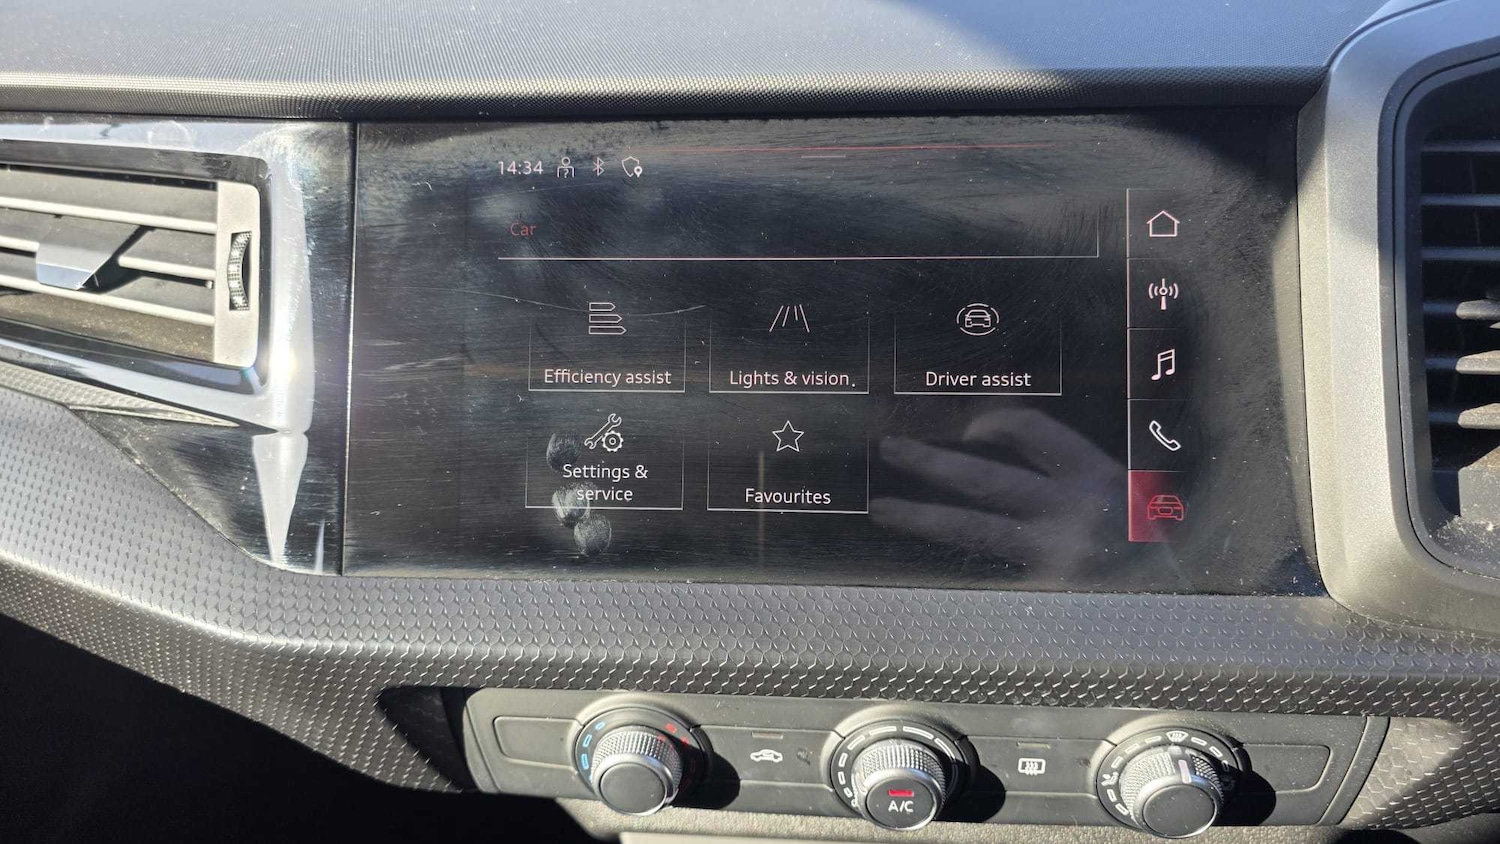 14:34
Car
Efficiency assist
Lights & vision
Driver assist
Settings &
service
Favourites
A/C